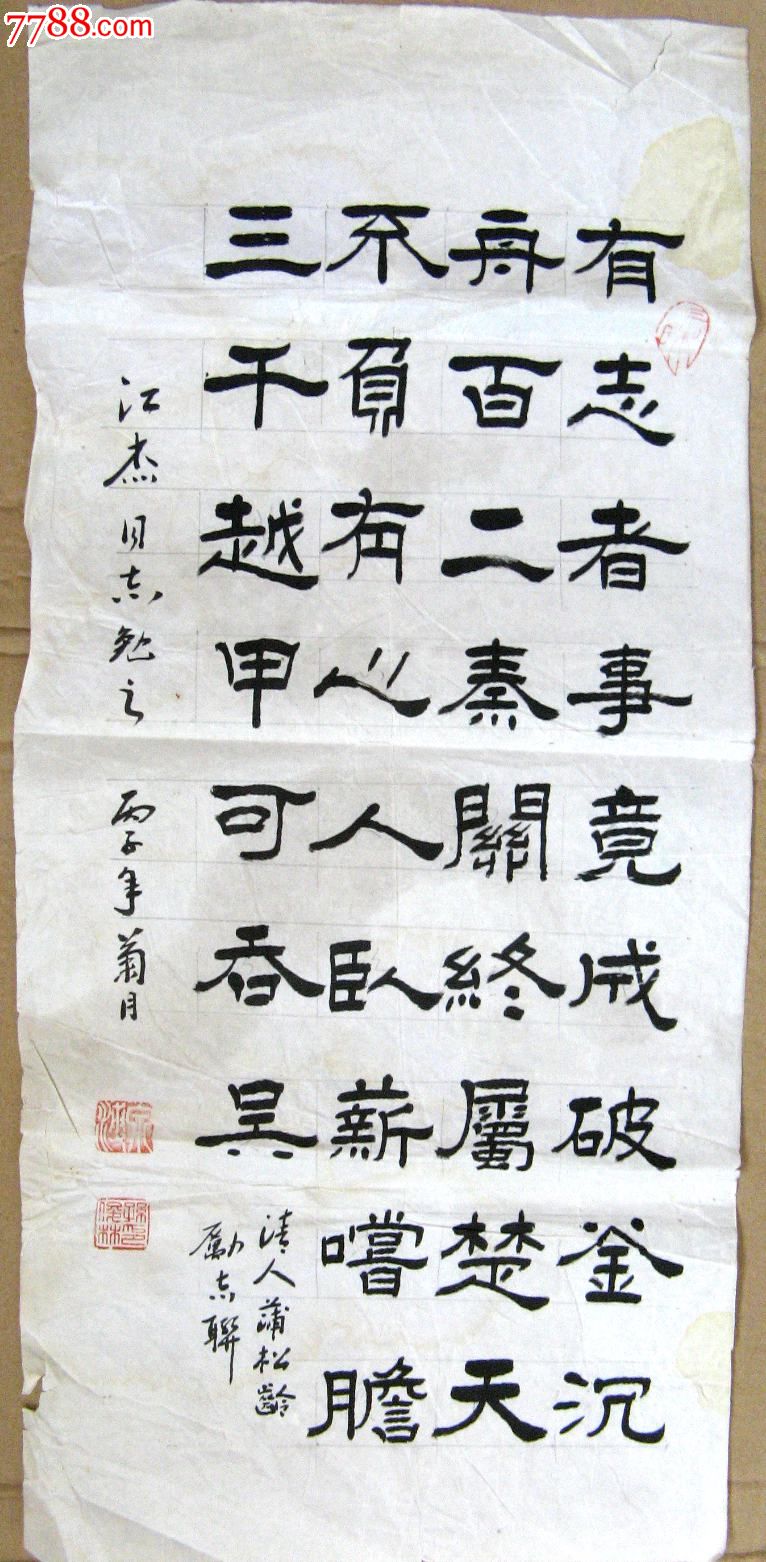 7788.com
有志者事竟成破釜沉
舟百二秦關終屬楚天
不負有心人臥薪嚐膽
三千越甲可吞吴
清人蒲松齡
勵志聯
江杰同志勉之 丙子年菊月